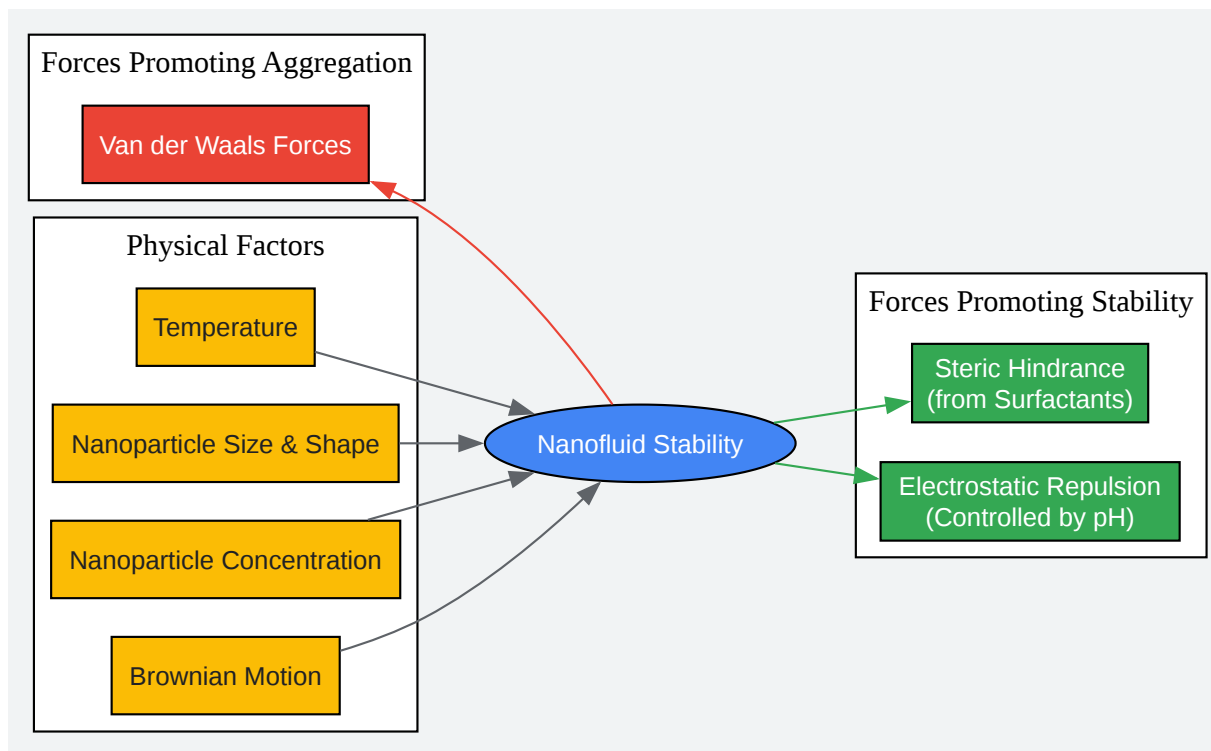 Forces Promoting Aggregation
Van der Waals Forces
Physical Factors
Temperature
Nanoparticle Size & Shape
Nanoparticle Concentration
Brownian Motion
Nanofluid Stability
Forces Promoting Stability
Steric Hindrance
(from Surfactants)
Electrostatic Repulsion
(Controlled by pH)